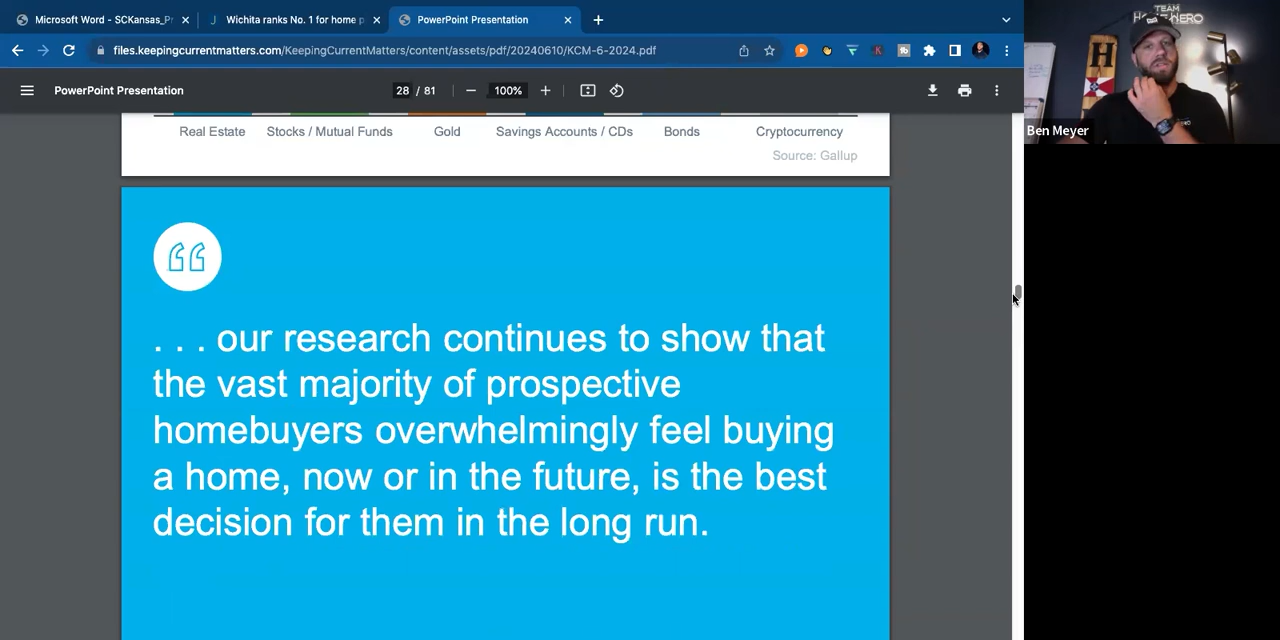 Microsoft Word - SCKansas_Pr
Wichita ranks No. 1 for home p
PowerPoint Presentation
files.keepingcurrentmatters.com/KeepingCurrentMatters/content/assets/pdf/20240610/KCM-6-2024.pdf
PowerPoint Presentation
28 / 81
100%
Real Estate Stocks / Mutual Funds Gold Savings Accounts / CDs Bonds Cryptocurrency
Source: Gallup
. . . our research continues to show that
the vast majority of prospective
homebuyers overwhelmingly feel buying
a home, now or in the future, is the best
decision for them in the long run.
TEAM
Ben Meyer